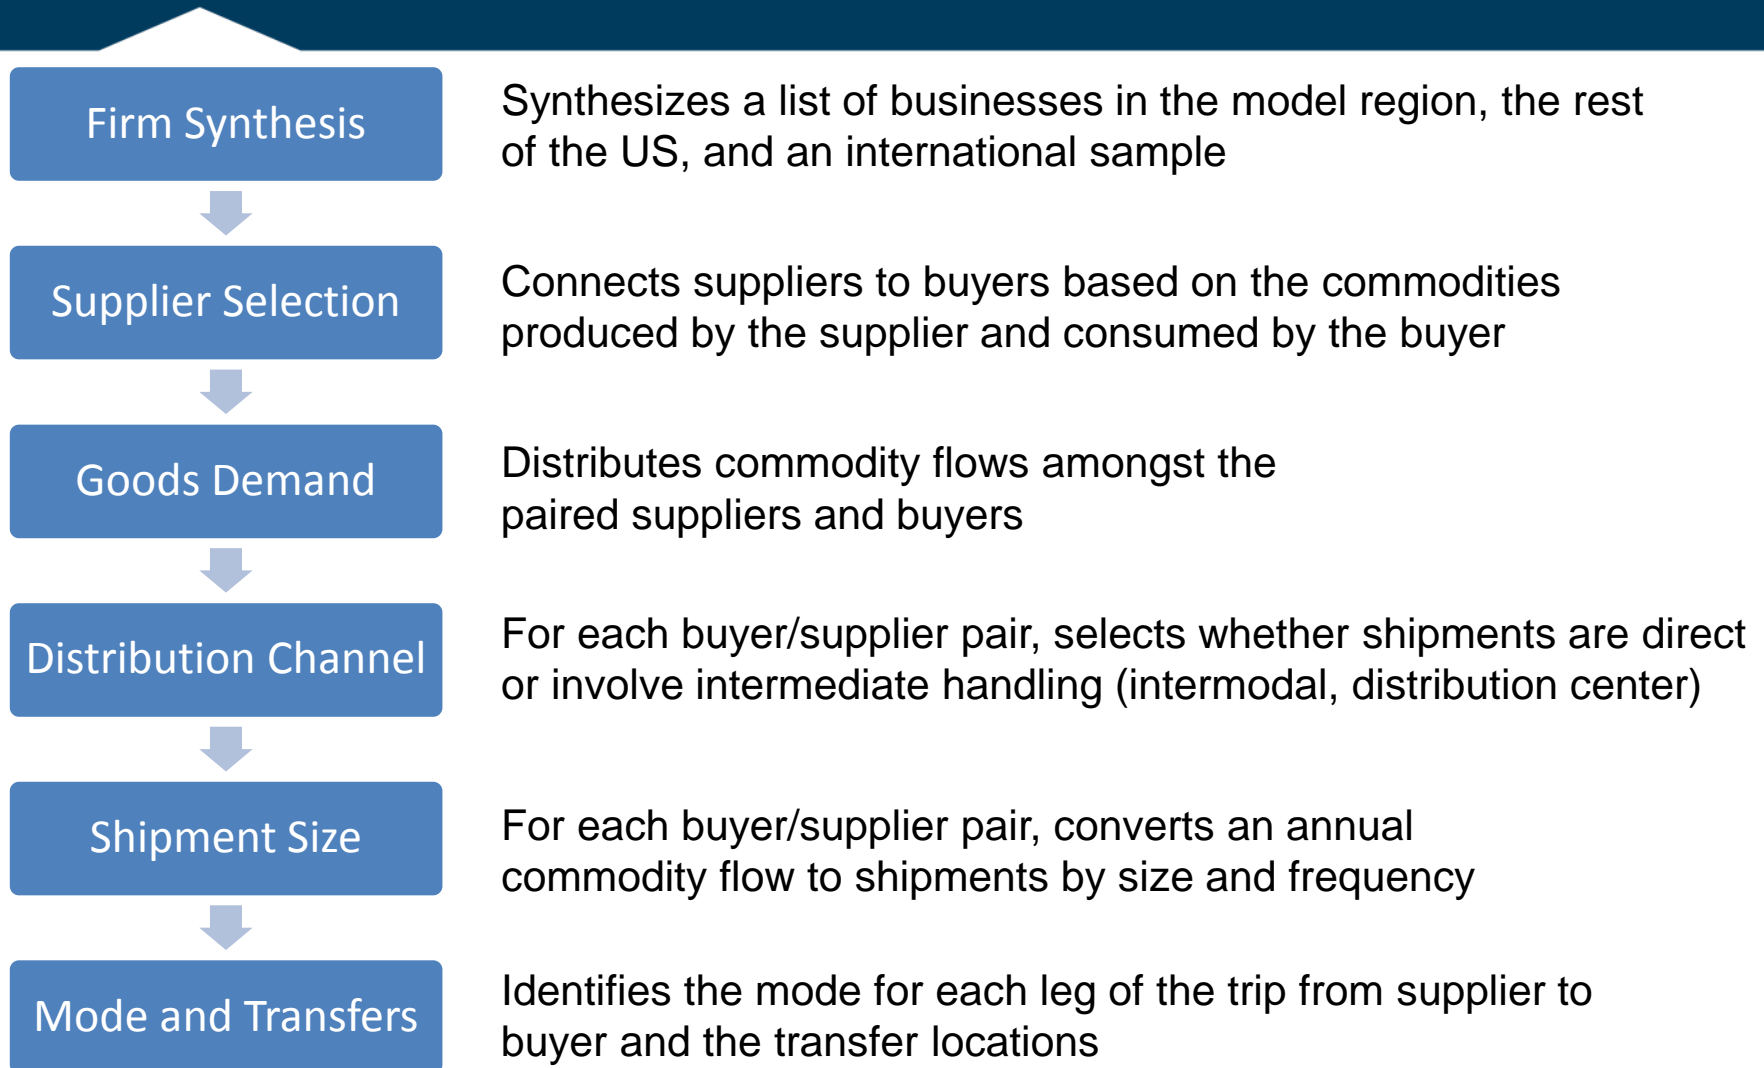 Firm Synthesis
Synthesizes a list of businesses in the model region, the rest
of the US, and an international sample
Supplier Selection
Connects suppliers to buyers based on the commodities
produced by the supplier and consumed by the buyer
Goods Demand
Distributes commodity flows amongst the
paired suppliers and buyers
Distribution Channel
For each buyer/supplier pair, selects whether shipments are direct
or involve intermediate handling (intermodal, distribution center)
Shipment Size
For each buyer/supplier pair, converts an annual
commodity flow to shipments by size and frequency
Mode and Transfers
Identifies the mode for each leg of the trip from supplier to
buyer and the transfer locations